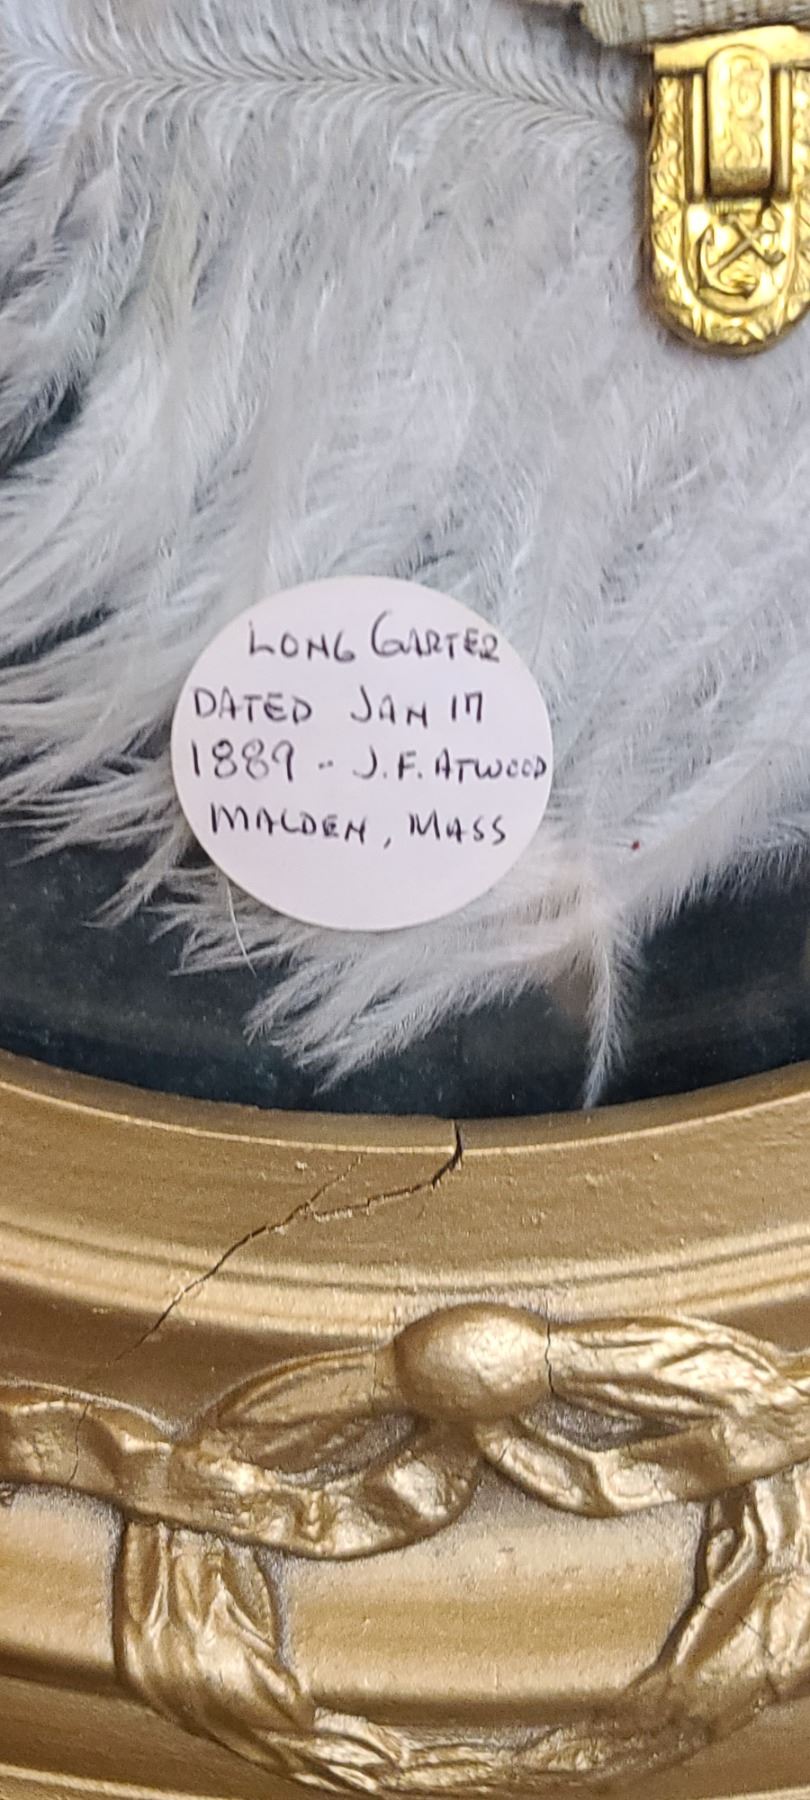 LONG GARTER
DATED JAN 17
1889 - J.F. ATWOOD
MALDEN, MASS